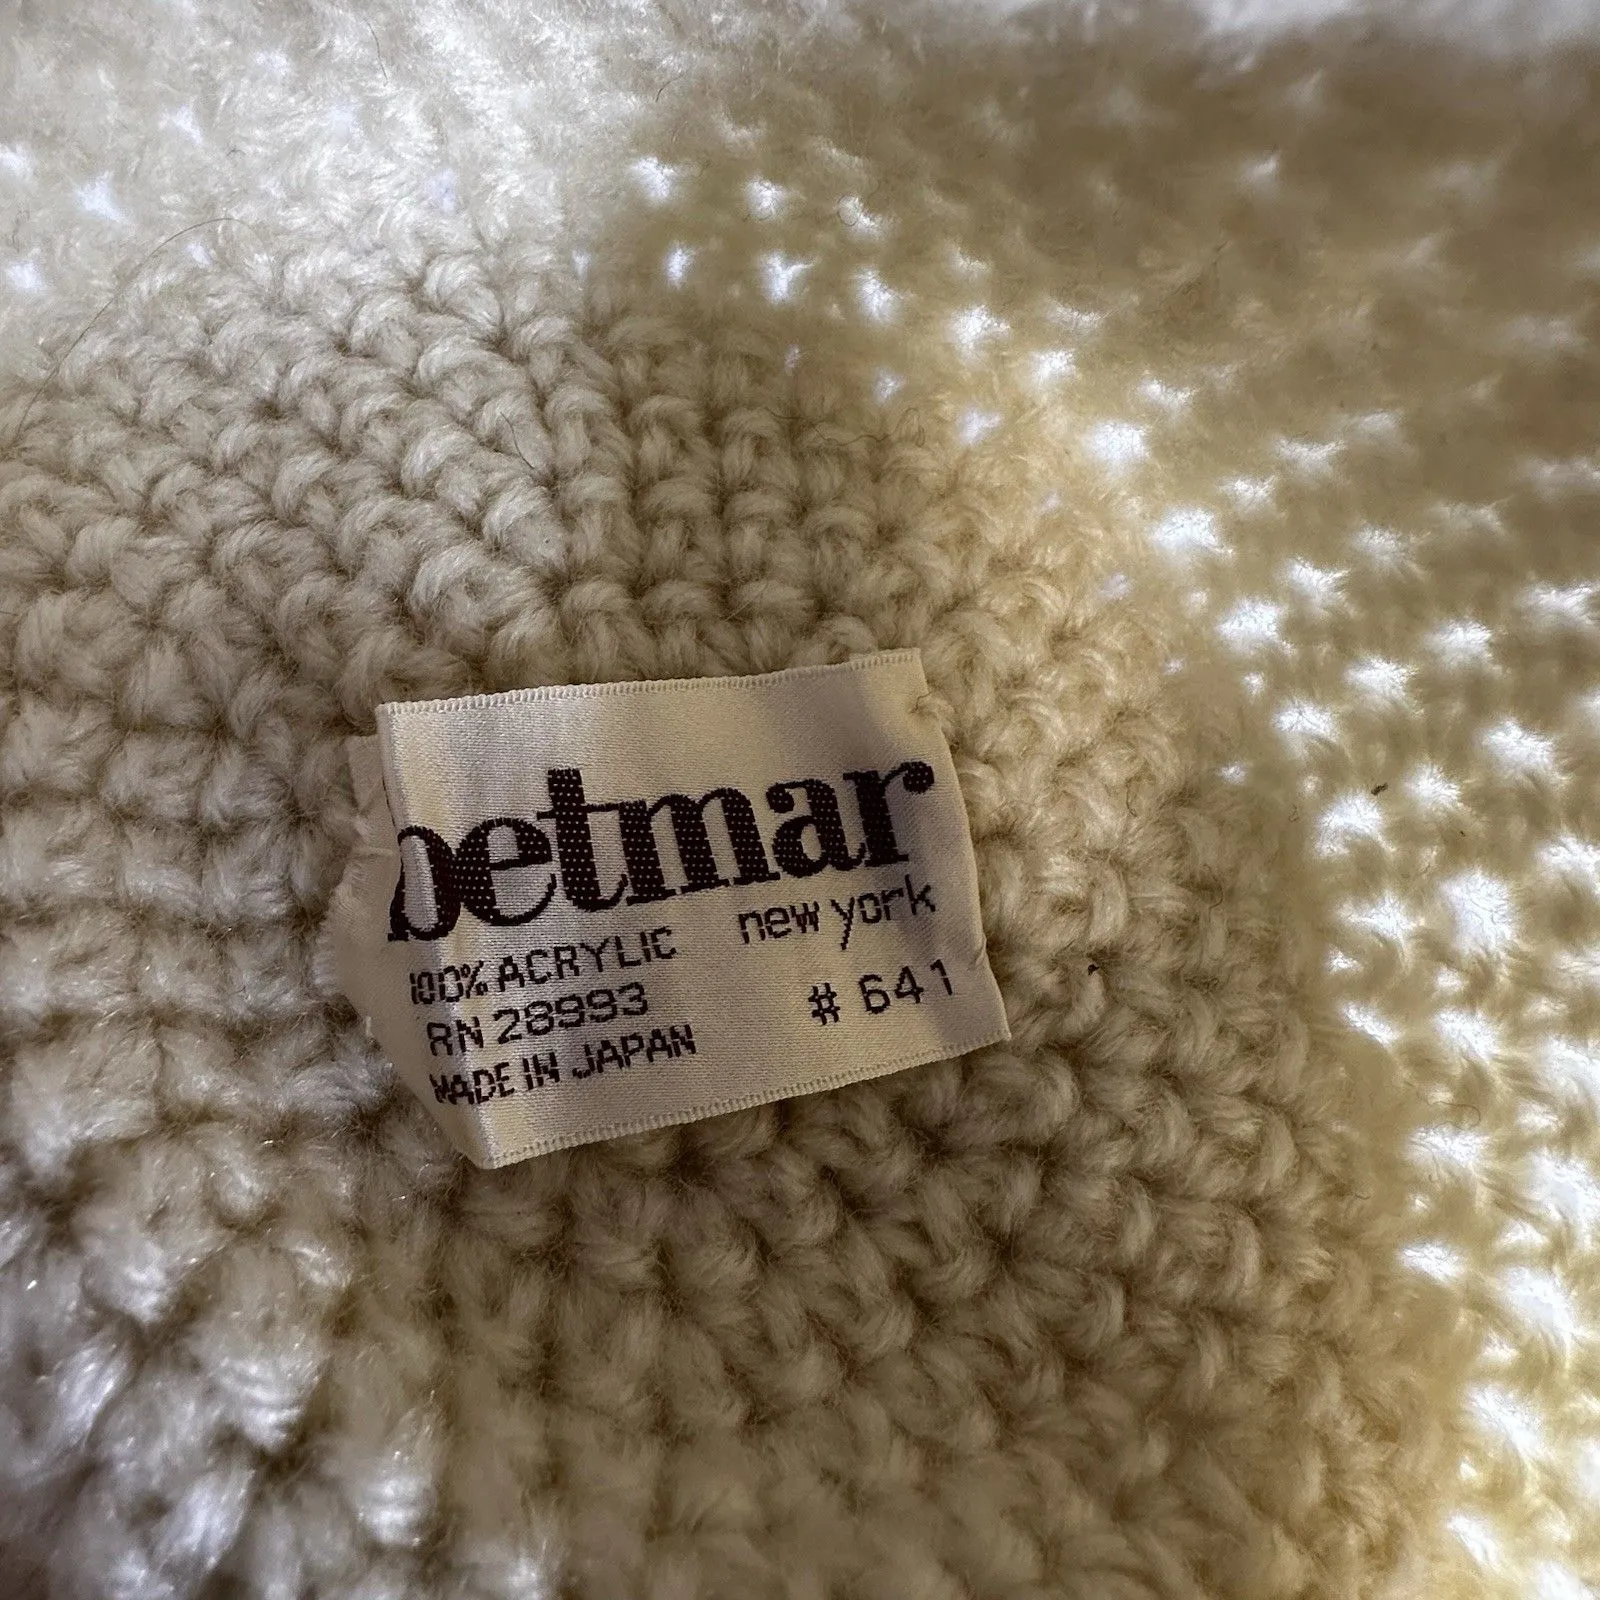 betmar
new york
100% ACRYLIC
RN 28993
# 641
MADE IN JAPAN